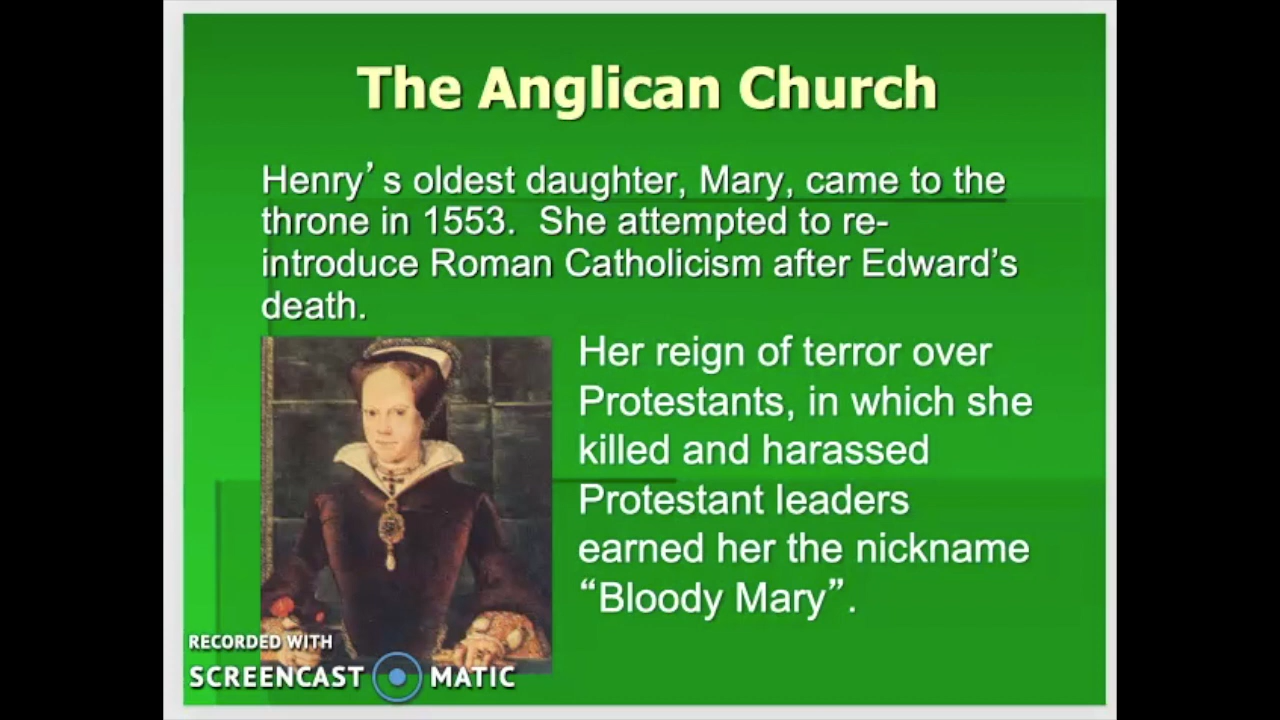 The Anglican Church
Henry’s oldest daughter, Mary, came to the
throne in 1553.  She attempted to re-
introduce Roman Catholicism after Edward’s
death.
Her reign of terror over
Protestants, in which she
killed and harassed
Protestant leaders
earned her the nickname
“Bloody Mary”.
RECORDED WITH
SCREENCAST MATIC